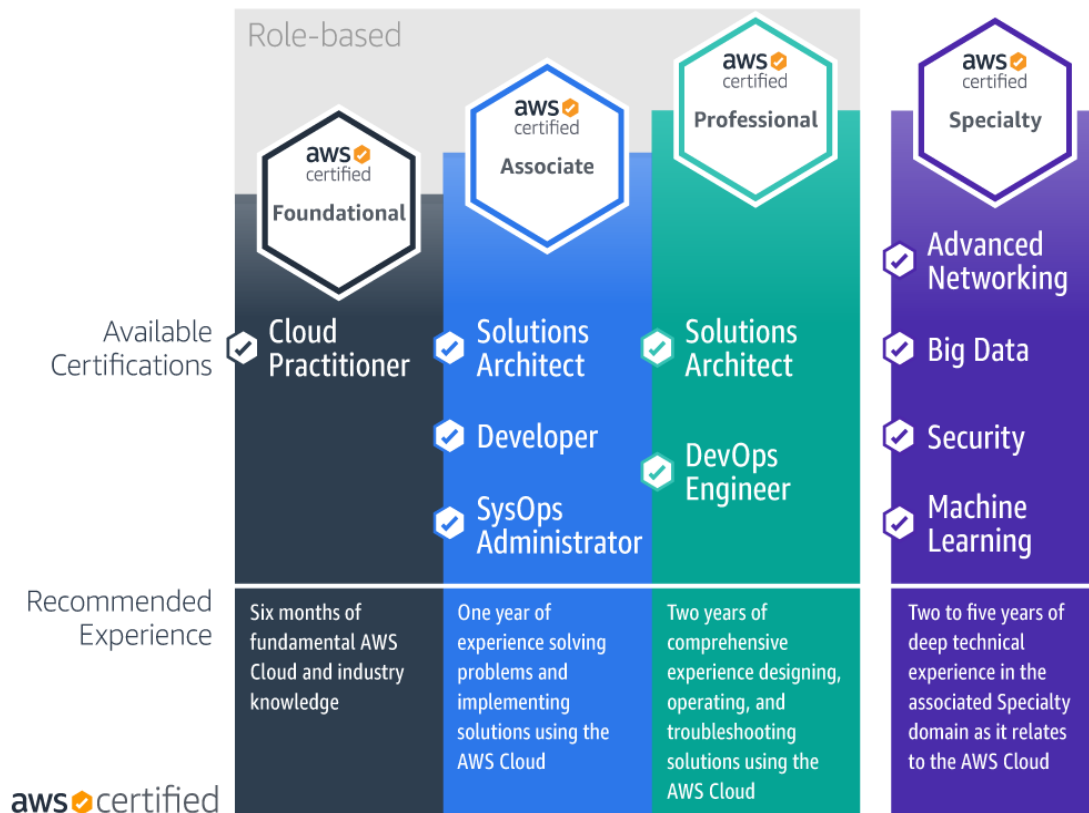 Role-based
aws
certified
Foundational
aws
certified
Associate
aws
certified
Professional
aws
certified
Specialty
Available
Certifications
Cloud
Practitioner
Solutions
Architect
Developer
SysOps
Administrator
Solutions
Architect
DevOps
Engineer
Advanced
Networking
Big Data
Security
Machine
Learning
Recommended
Experience
Six months of
fundamental AWS
Cloud and industry
knowledge
One year of
experience solving
problems and
implementing
solutions using the
AWS Cloud
Two years of
comprehensive
experience designing,
operating, and
troubleshooting
solutions using the
AWS Cloud
Two to five years of
deep technical
experience in the
associated Specialty
domain as it relates
to the AWS Cloud
aws certified